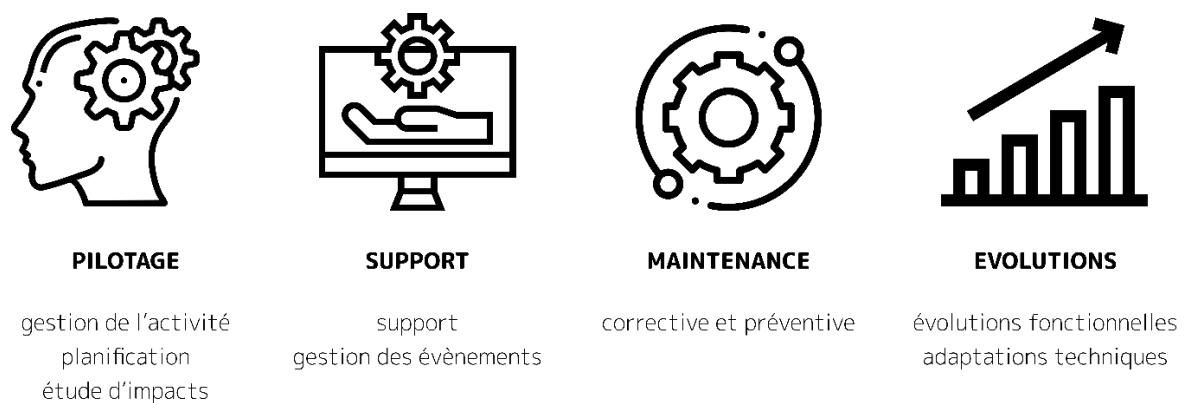 PILOTAGE
gestion de l'activité
planification
étude d'impacts
SUPPORT
support
gestion des évènements
MAINTENANCE
corrective et préventive
EVOLUTIONS
évolutions fonctionnelles
adaptations techniques